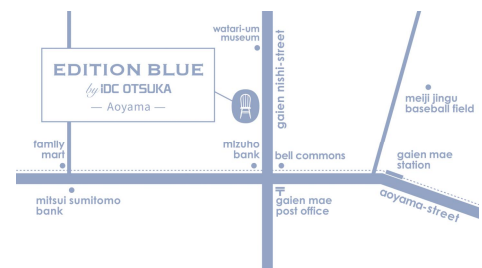 watari-um
museum
EDITION BLUE
by IDC OTSUKA
— Aoyama —
gaien nishi-street
meiji jingu
baseball field
family
mart
mizuho
bank
bell commons
gaien mae
station
mitsui sumitomo
bank
〒
gaien mae
post office
aoyama-street